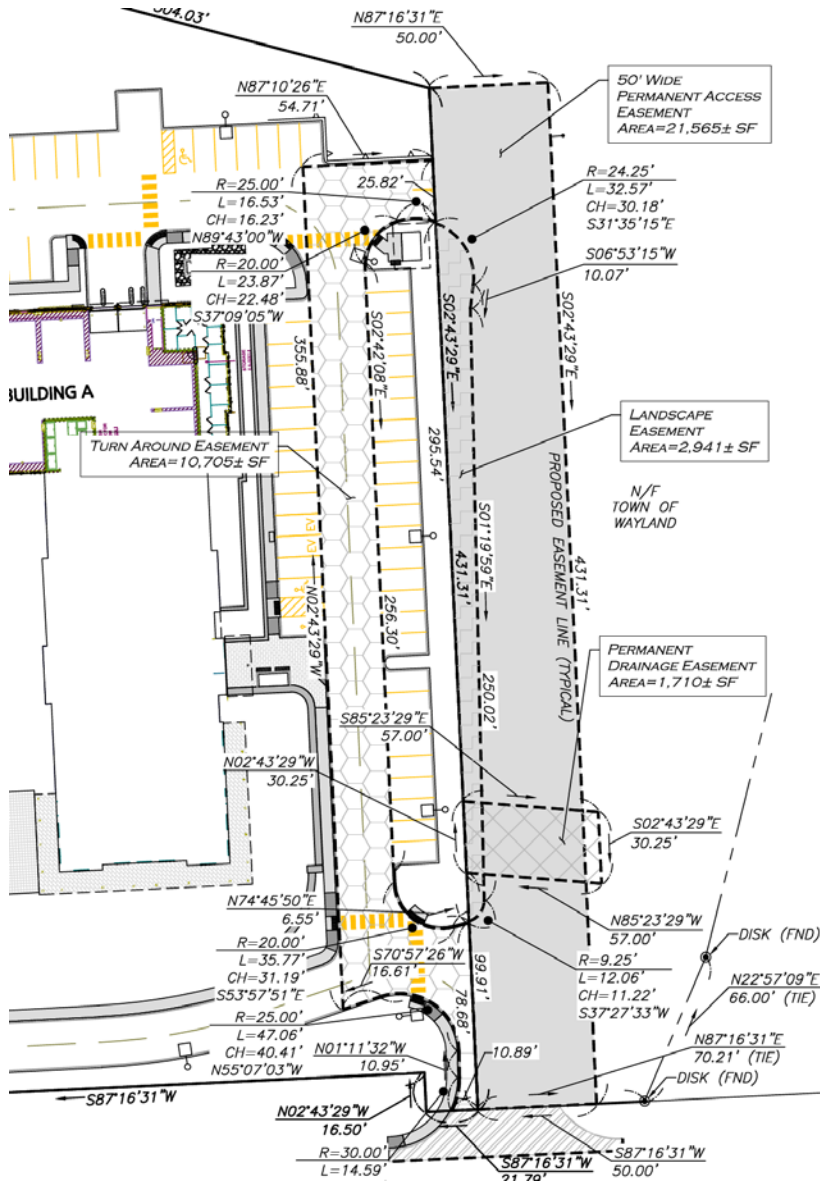 304.03'
N87°16'31"E
50.00'
N87°10'26"E
54.71'
50' WIDE
PERMANENT ACCESS
EASEMENT
AREA=21,565± SF
R=25.00'
L=16.53'
CH=16.23'
N89°43'00"W
25.82'
R=24.25'
L=32.57'
CH=30.18'
S31°35'15"E
R=20.00'
L=23.87'
CH=22.48'
S37°09'05"W
S06°53'15"W
10.07'
355.88'
S02°42'08"E
S02°43'29"E
S02°43'29"E
BUILDING A
TURN AROUND EASEMENT
AREA=10,705± SF
295.54'
LANDSCAPE
EASEMENT
AREA=2,941± SF
N/F
TOWN OF
WAYLAND
PROPOSED EASEMENT LINE (TYPICAL)
EV EV
S01°19'59"E
431.31'
431.31'
N02°43'29"W
256.30'
250.02'
PERMANENT
DRAINAGE EASEMENT
AREA=1,710± SF
S85°23'29"E
57.00'
N02°43'29"W
30.25'
S02°43'29"E
30.25'
N74°45'50"E
6.55'
N85°23'29"W
57.00'
R=20.00'
L=35.77'
CH=31.19'
S53°57'51"E
S70°57'26"W
16.61'
99.91'
R=9.25'
L=12.06'
CH=11.22'
S37°27'33"W
DISK (FND)
N22°57'09"E
66.00' (TIE)
R=25.00'
L=47.06'
CH=40.41'
N55°07'03"W
78.68'
N01°11'32"W
10.95'
10.89'
N87°16'31"E
70.21' (TIE)
DISK (FND)
S87°16'31"W
N02°43'29"W
16.50'
R=30.00'
L=14.59'
S87°16'31"W
21.79'
S87°16'31"W
50.00'